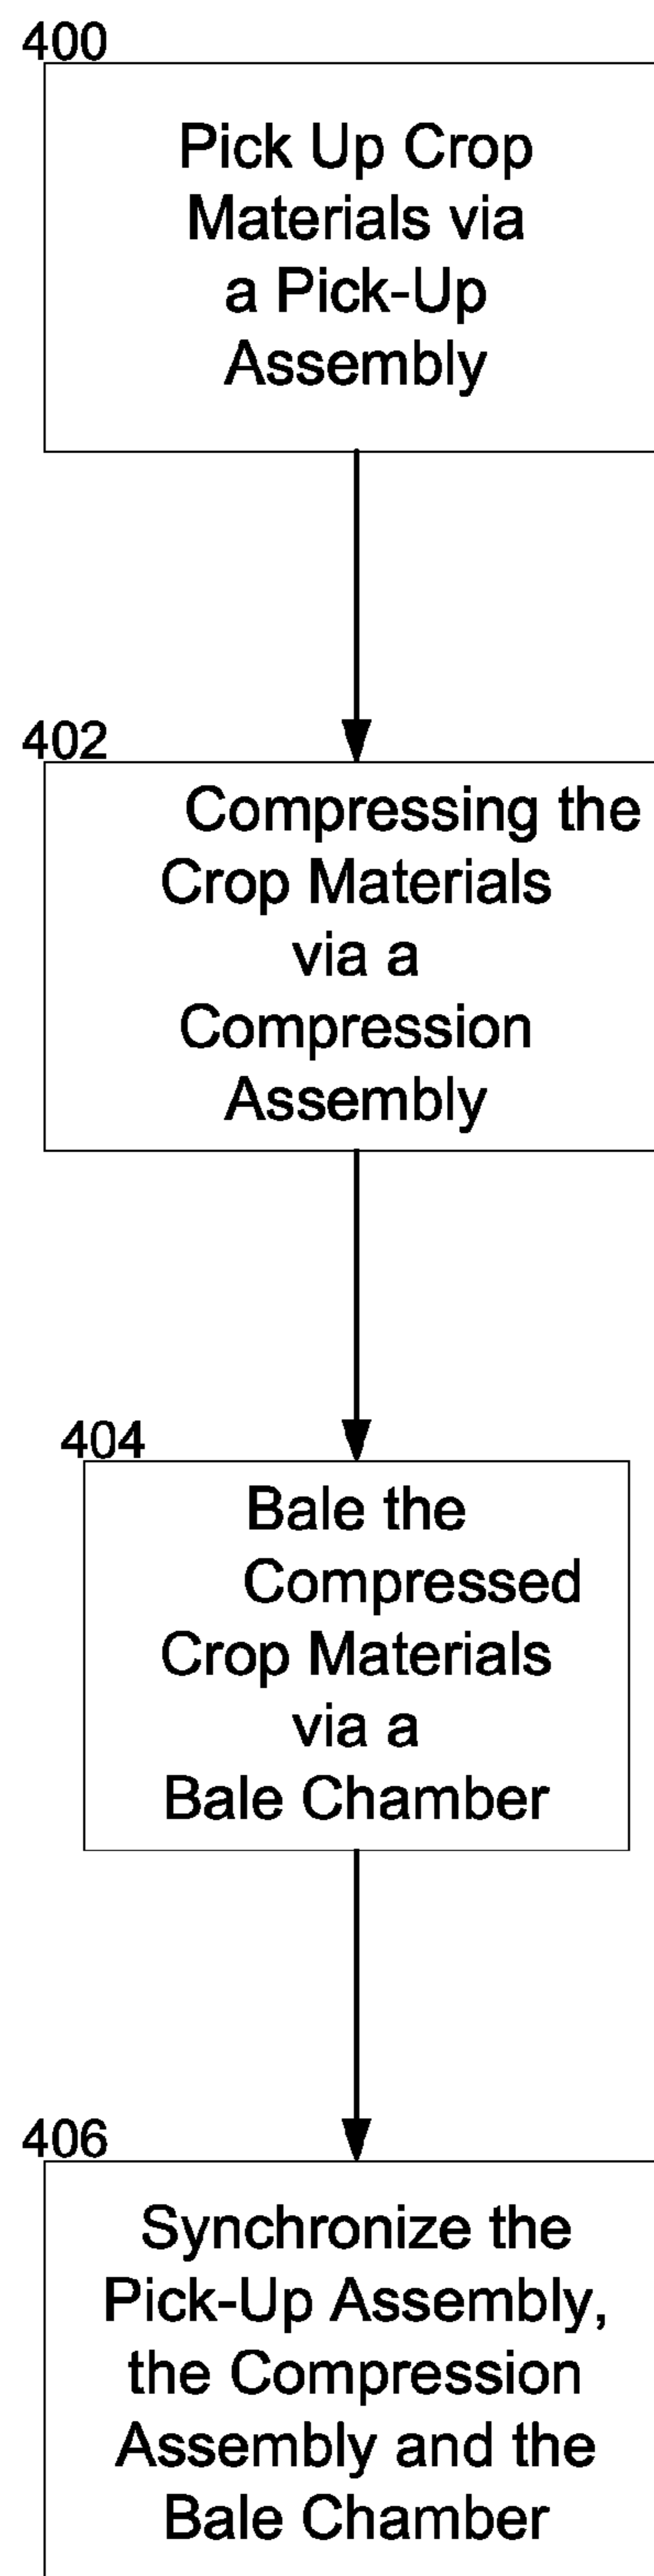 400
Pick Up Crop
Materials via
a Pick-Up
Assembly
402
Compressing the
Crop Materials
via a
Compression
Assembly
404
Bale the
Compressed
Crop Materials
via a
Bale Chamber
406
Synchronize the
Pick-Up Assembly,
the Compression
Assembly and the
Bale Chamber